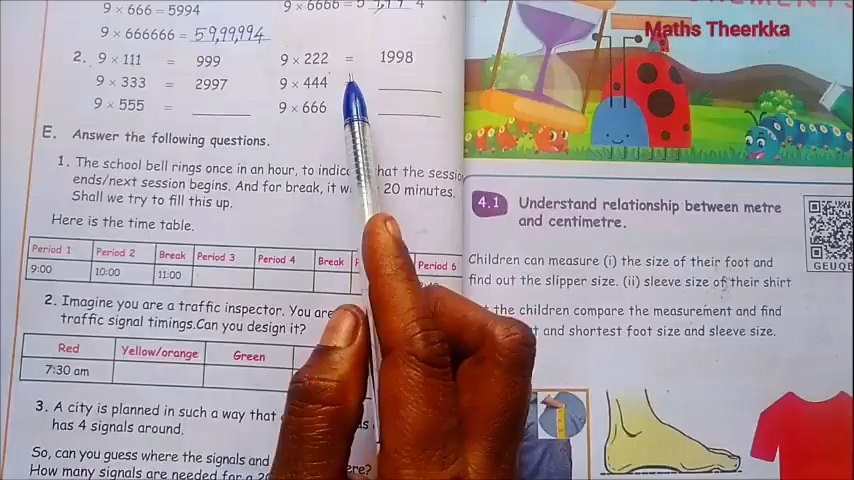 9 × 666 = 5994
9 × 6666 = 5
9 × 666666 = 59,99,994
2. 9 × 111 = 999 9 × 222 = 1998
9 × 333 = 2997 9 × 444
9 × 555 = 9 × 666
E. Answer the following questions.
1. The school bell rings once in an hour, to indic hat the session
ends/next session begins. And for break, it w 20 minutes.
Shall we try to fill this up.
Here is the time table.
Period 1 Period 2 Break Period 3 Period 4 Break P Period 6
9:00 10:00 11:00
2. Imagine you are a traffic inspector. You are
traffic signal timings.Can you design it?
Red Yellow/orange Green
7:30 am
3. A city is planned in such a way that
has 4 signals around.
So, can you guess where the signals and ere?
How many signals are needed for a 2
Maths Theerkka
4.1 Understand relationship between metre
and centimetre.
GEUQB
Children can measure (i) the size of their foot and
find out the slipper size. (ii) sleeve size of their shirt
t the children compare the measurement and find
t and shortest foot size and sleeve size.